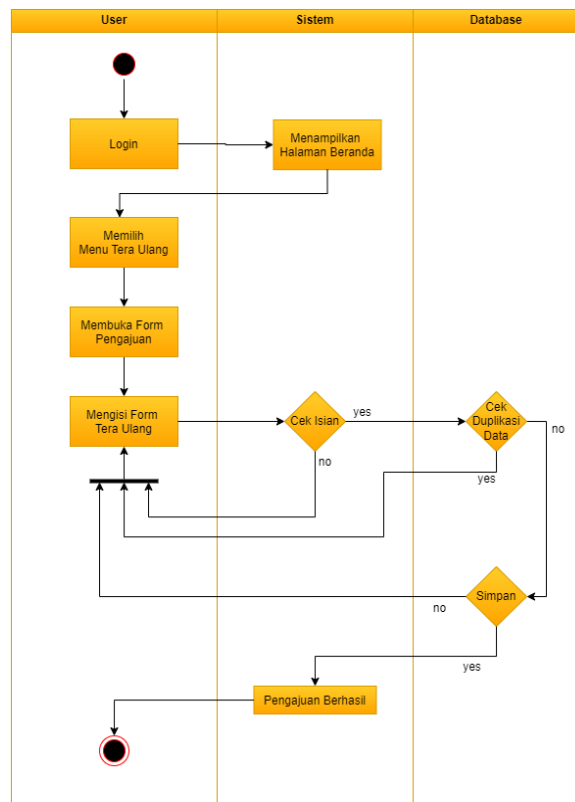 User
Sistem
Database
Login
Menampilkan
Halaman Beranda
Memilih
Menu Tera Ulang
Membuka Form
Pengajuan
Mengisi Form
Tera Ulang
Cek Isian
yes
no
Cek
Duplikasi
Data
no
yes
Simpan
no
yes
Pengajuan Berhasil